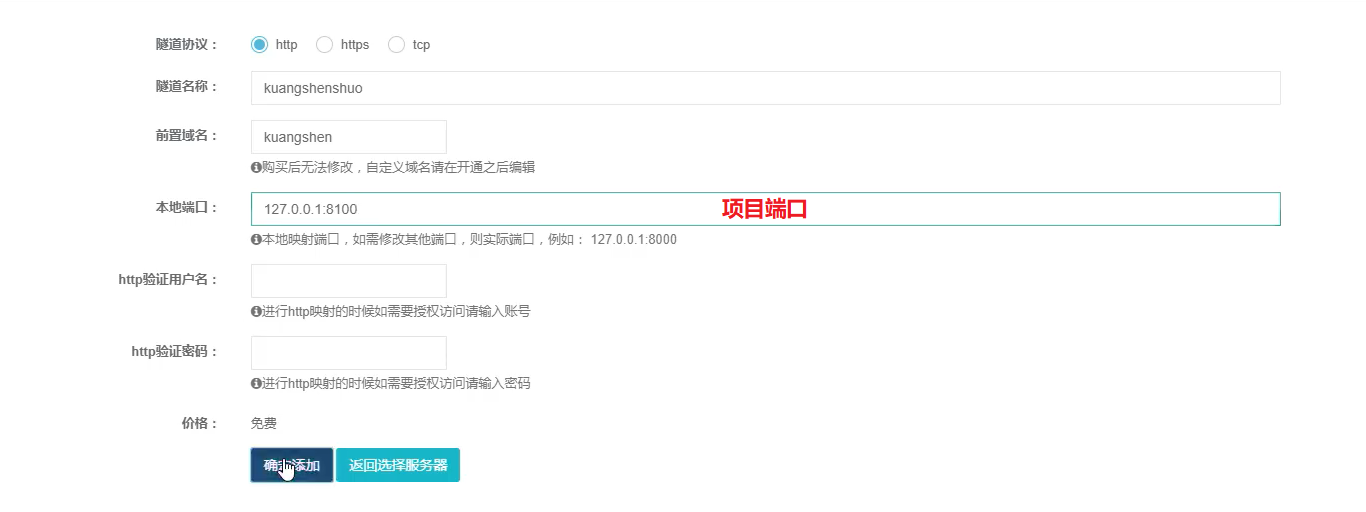 隧道协议： http https tcp
隧道名称： kuangshenshuo
前置域名： kuangshen
购买后无法修改，自定义域名请在开通之后编辑
本地端口： 127.0.0.1:8100 项目端口
本地映射端口，如需修改其他端口，则实际端口，例如： 127.0.0.1:8000
http验证用户名：
进行http映射的时候如需要授权访问请输入账号
http验证密码：
进行http映射的时候如需要授权访问请输入密码
价格： 免费
确定添加 返回选择服务器